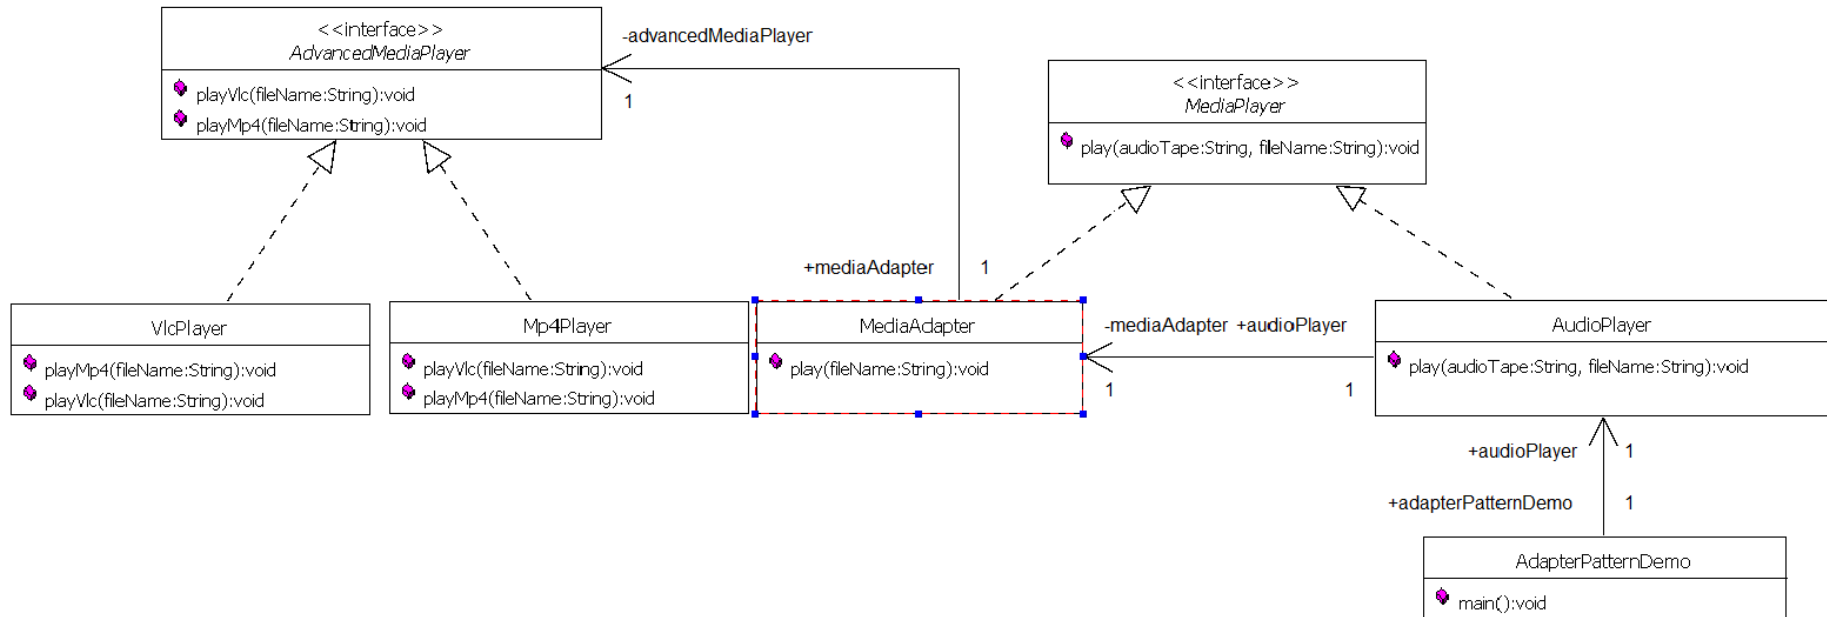 <<interface>>
AdvancedMediaPlayer
playVlc(fileName:String):void
playMp4(fileName:String):void
-advancedMediaPlayer
1
<<interface>>
MediaPlayer
play(audioTape:String, fileName:String):void
+mediaAdapter
1
VlcPlayer
playMp4(fileName:String):void
playVlc(fileName:String):void
Mp4Player
playVlc(fileName:String):void
playMp4(fileName:String):void
MediaAdapter
play(fileName:String):void
-mediaAdapter +audioPlayer
1 1
AudioPlayer
play(audioTape:String, fileName:String):void
+audioPlayer 1
+adapterPatternDemo 1
AdapterPatternDemo
main():void